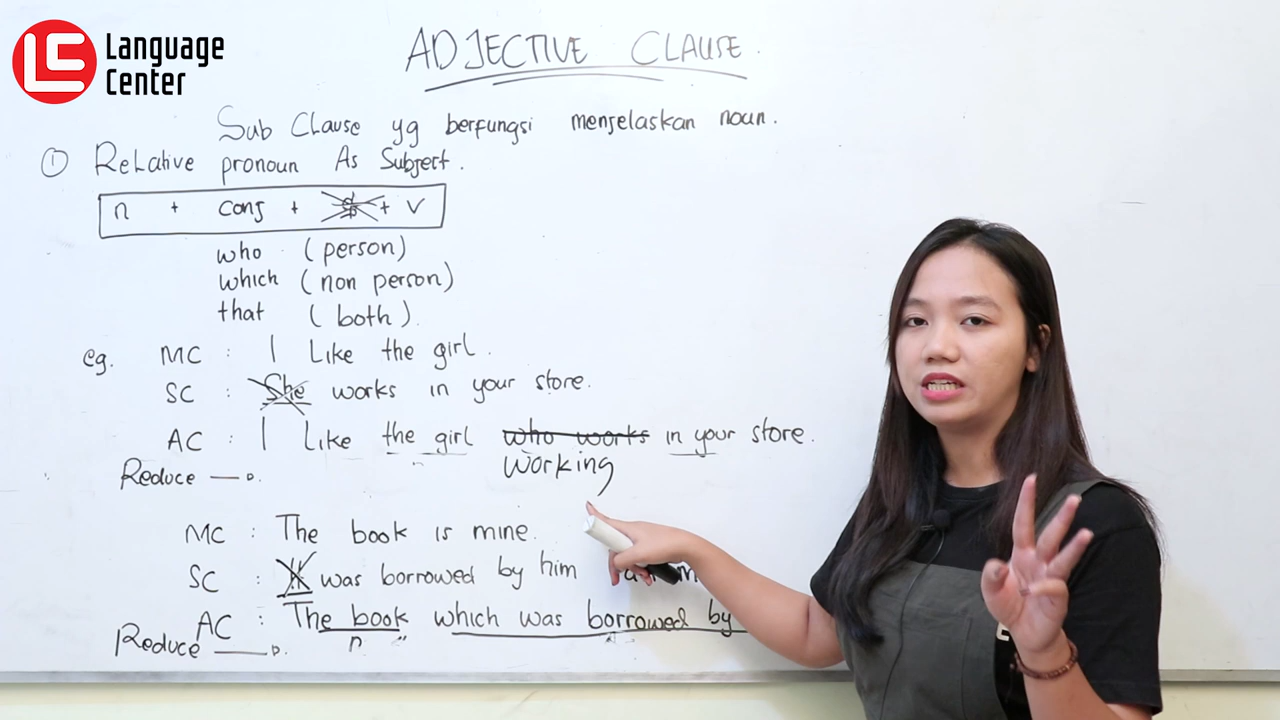 Language
Center
ADJECTIVE CLAUSE.
Sub Clause yg berfungsi menjelaskan noun.
① Relative pronoun As Subject.
n + conj + + v
who (person)
which (non person)
that (both).
eg. MC : I Like the girl.
SC : She works in your store.
AC : I Like the girl who works in your store.
working
Reduce
MC : The book is mine.
SC : It was borrowed by him
AC : The book which was borrowed by
n
Reduce